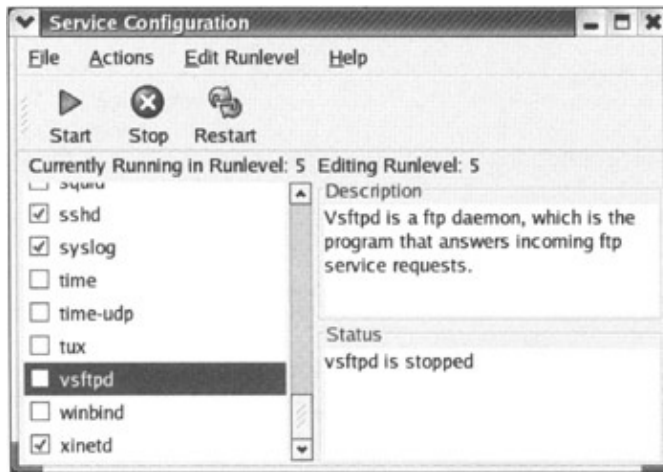 Service Configuration
File Actions Edit Runlevel Help
Start Stop Restart
Currently Running in Runlevel: 5 Editing Runlevel: 5
squid
sshd
syslog
time
time-udp
tux
vsftpd
winbind
xinetd
Description
Vsftpd is a ftp daemon, which is the
program that answers incoming ftp
service requests.
Status
vsftpd is stopped